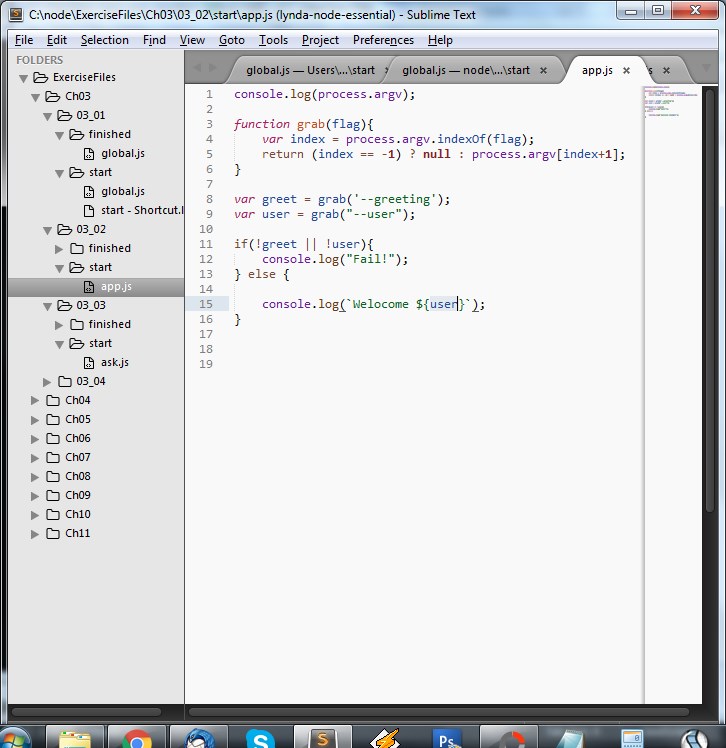 C:\node\ExerciseFiles\Ch03\03_02\start\app.js (lynda-node-essential) - Sublime Text
File Edit Selection Find View Goto Tools Project Preferences Help
FOLDERS
ExerciseFiles
Ch03
03_01
finished
global.js
start
global.js
start - Shortcut.l
03_02
finished
start
app.js
03_03
finished
start
ask.js
03_04
Ch04
Ch05
Ch06
Ch07
Ch08
Ch09
Ch10
Ch11
global.js — Users\...\start × global.js — node\...\start × app.js × s ×
1 console.log(process.argv);
2
3 function grab(flag){
4 var index = process.argv.indexOf(flag);
5 return (index == -1) ? null : process.argv[index+1];
6 }
7
8 var greet = grab('--greeting');
9 var user = grab("--user");
10
11 if(!greet || !user){
12 console.log("Fail!");
13 } else {
14
15 console.log(`Welocome ${user}`);
16 }
17
18
19
S
S
Ps